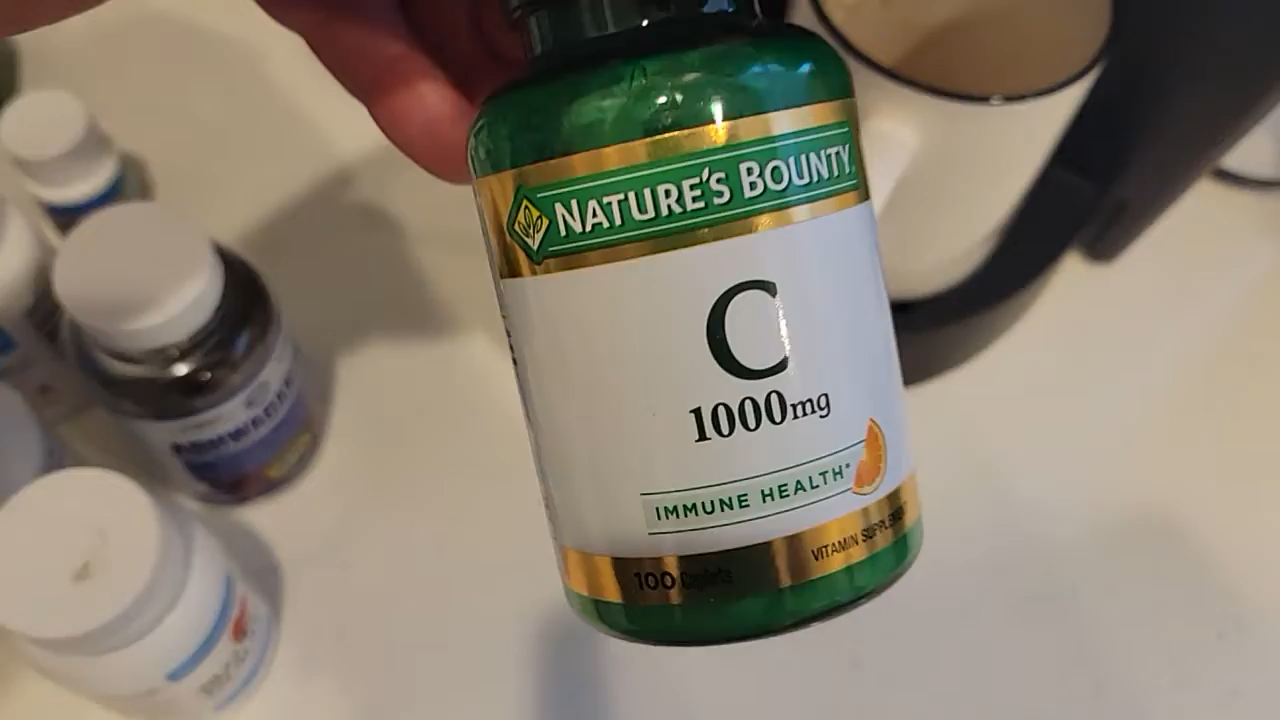 NATURE'S BOUNTY
C
1000mg
IMMUNE HEALTH*
VITAMIN SUPPLEMENT
100 Caplets